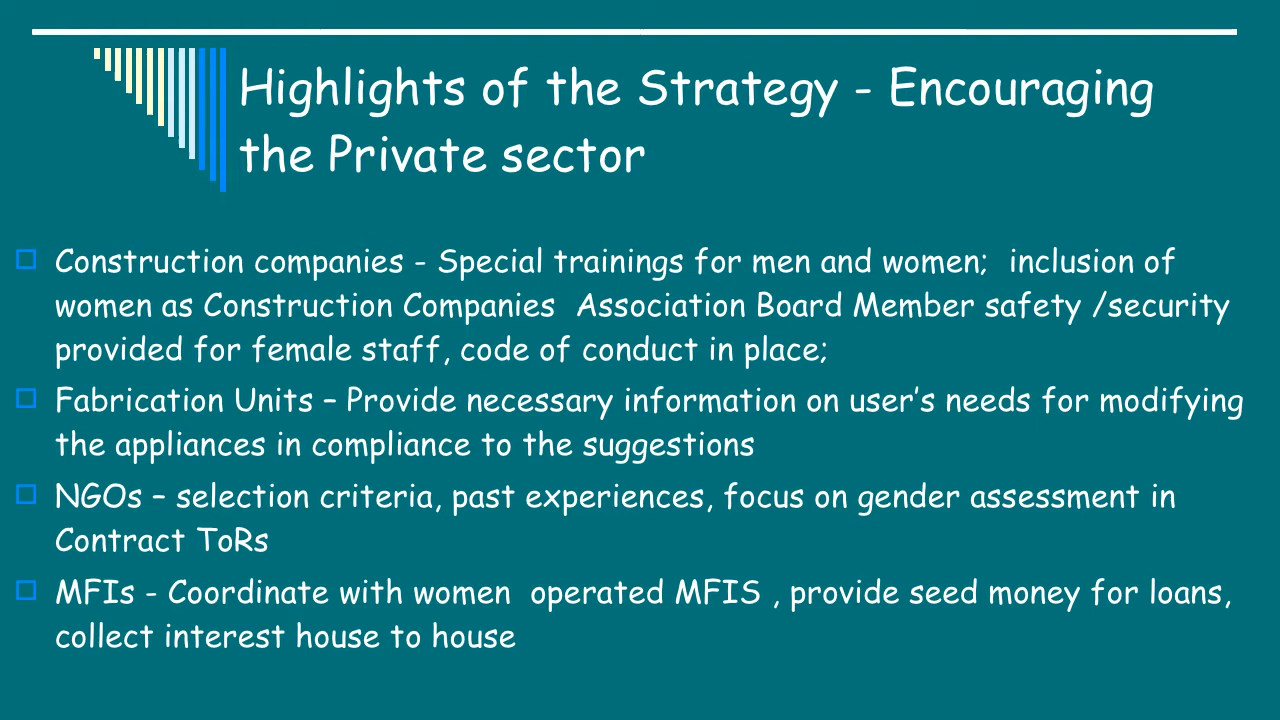 Highlights of the Strategy - Encouraging
the Private sector
Construction companies - Special trainings for men and women;  inclusion of
women as Construction Companies  Association Board Member safety /security
provided for female staff, code of conduct in place;
Fabrication Units – Provide necessary information on user’s needs for modifying
the appliances in compliance to the suggestions
NGOs – selection criteria, past experiences, focus on gender assessment in
Contract ToRs
MFIs - Coordinate with women  operated MFIS , provide seed money for loans,
collect interest house to house